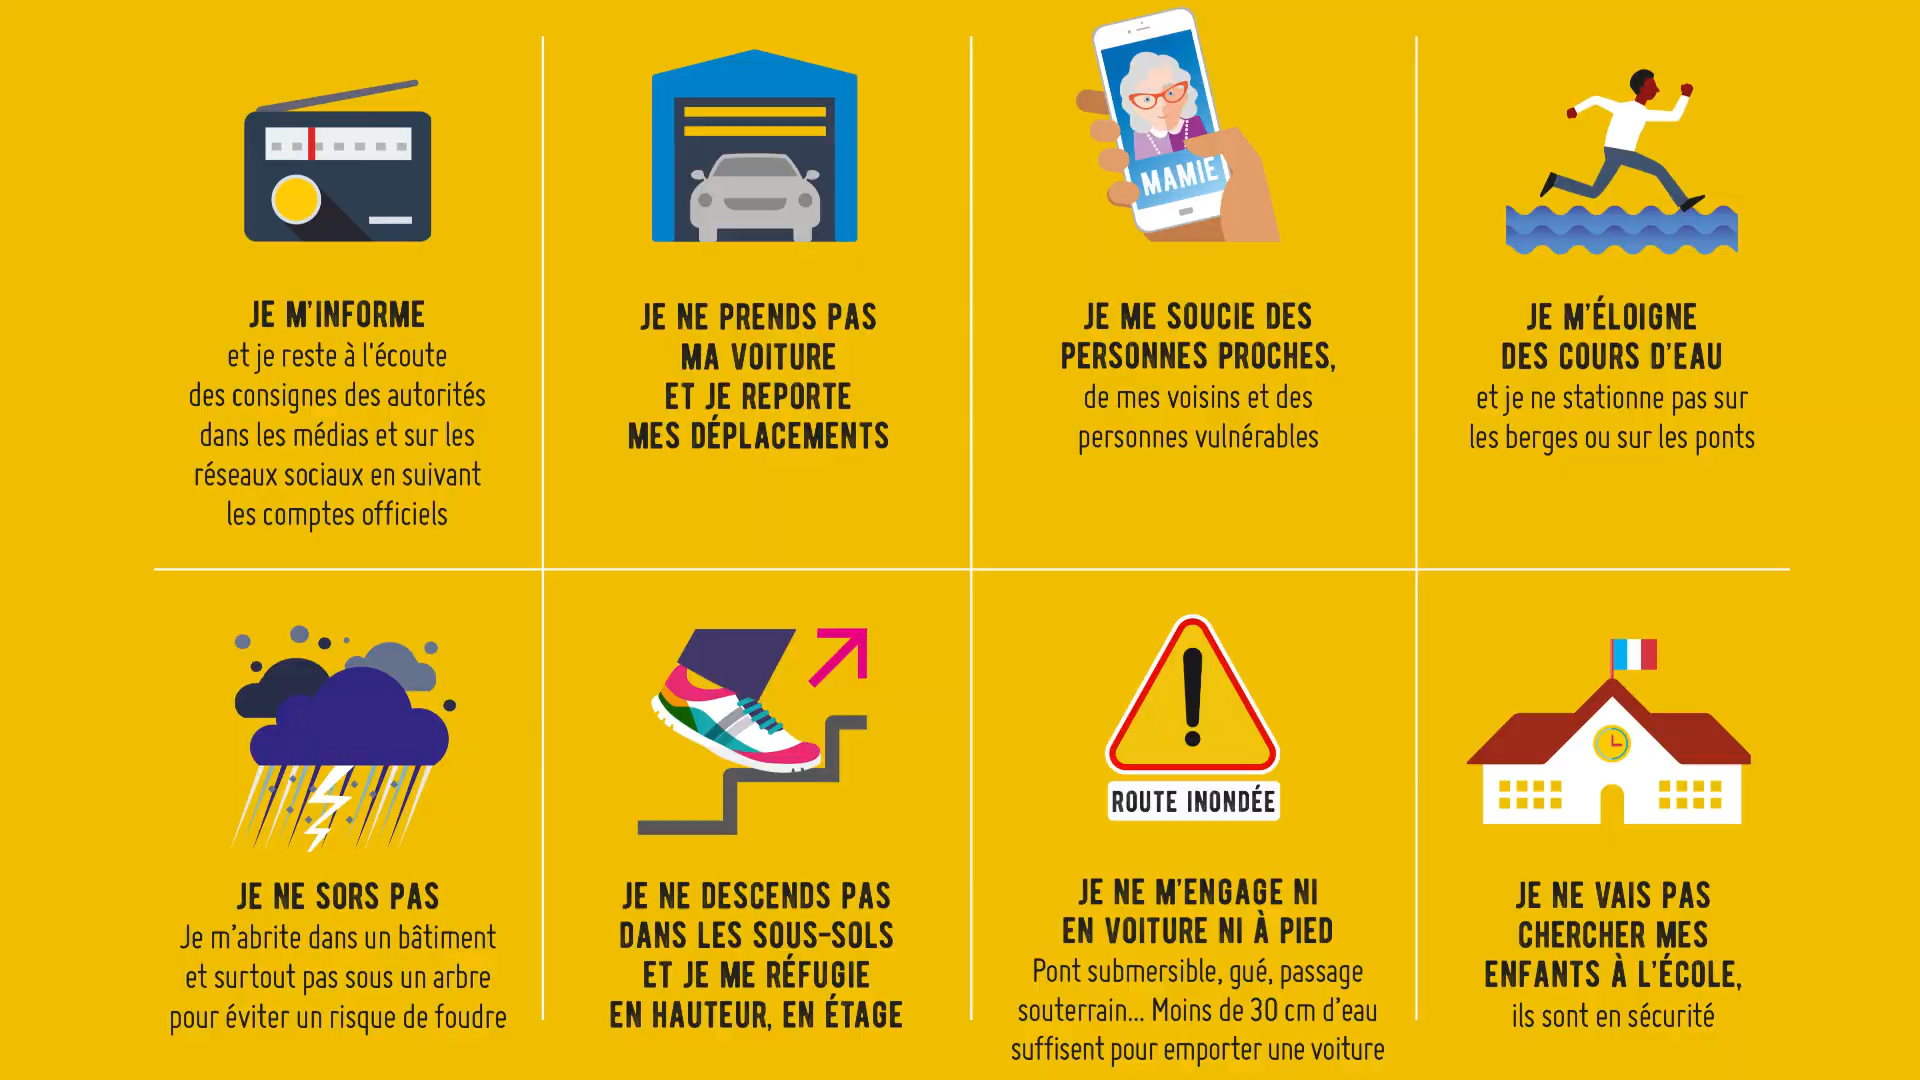 MAMIE
JE M'INFORME
et je reste à l'écoute
des consignes des autorités
dans les médias et sur les
réseaux sociaux en suivant
les comptes officiels
JE NE PRENDS PAS
MA VOITURE
ET JE REPORTE
MES DÉPLACEMENTS
JE ME SOUCIE DES
PERSONNES PROCHES,
de mes voisins et des
personnes vulnérables
JE M'ÉLOIGNE
DES COURS D'EAU
et je ne stationne pas sur
les berges ou sur les ponts
JE NE SORS PAS
Je m'abrite dans un bâtiment
et surtout pas sous un arbre
pour éviter un risque de foudre
JE NE DESCENDS PAS
DANS LES SOUS-SOLS
ET JE ME RÉFUGIE
EN HAUTEUR, EN ÉTAGE
ROUTE INONDÉE
JE NE M'ENGAGE NI
EN VOITURE NI À PIED
Pont submersible, gué, passage
souterrain... Moins de 30 cm d'eau
suffisent pour emporter une voiture
JE NE VAIS PAS
CHERCHER MES
ENFANTS À L'ÉCOLE,
ils sont en sécurité